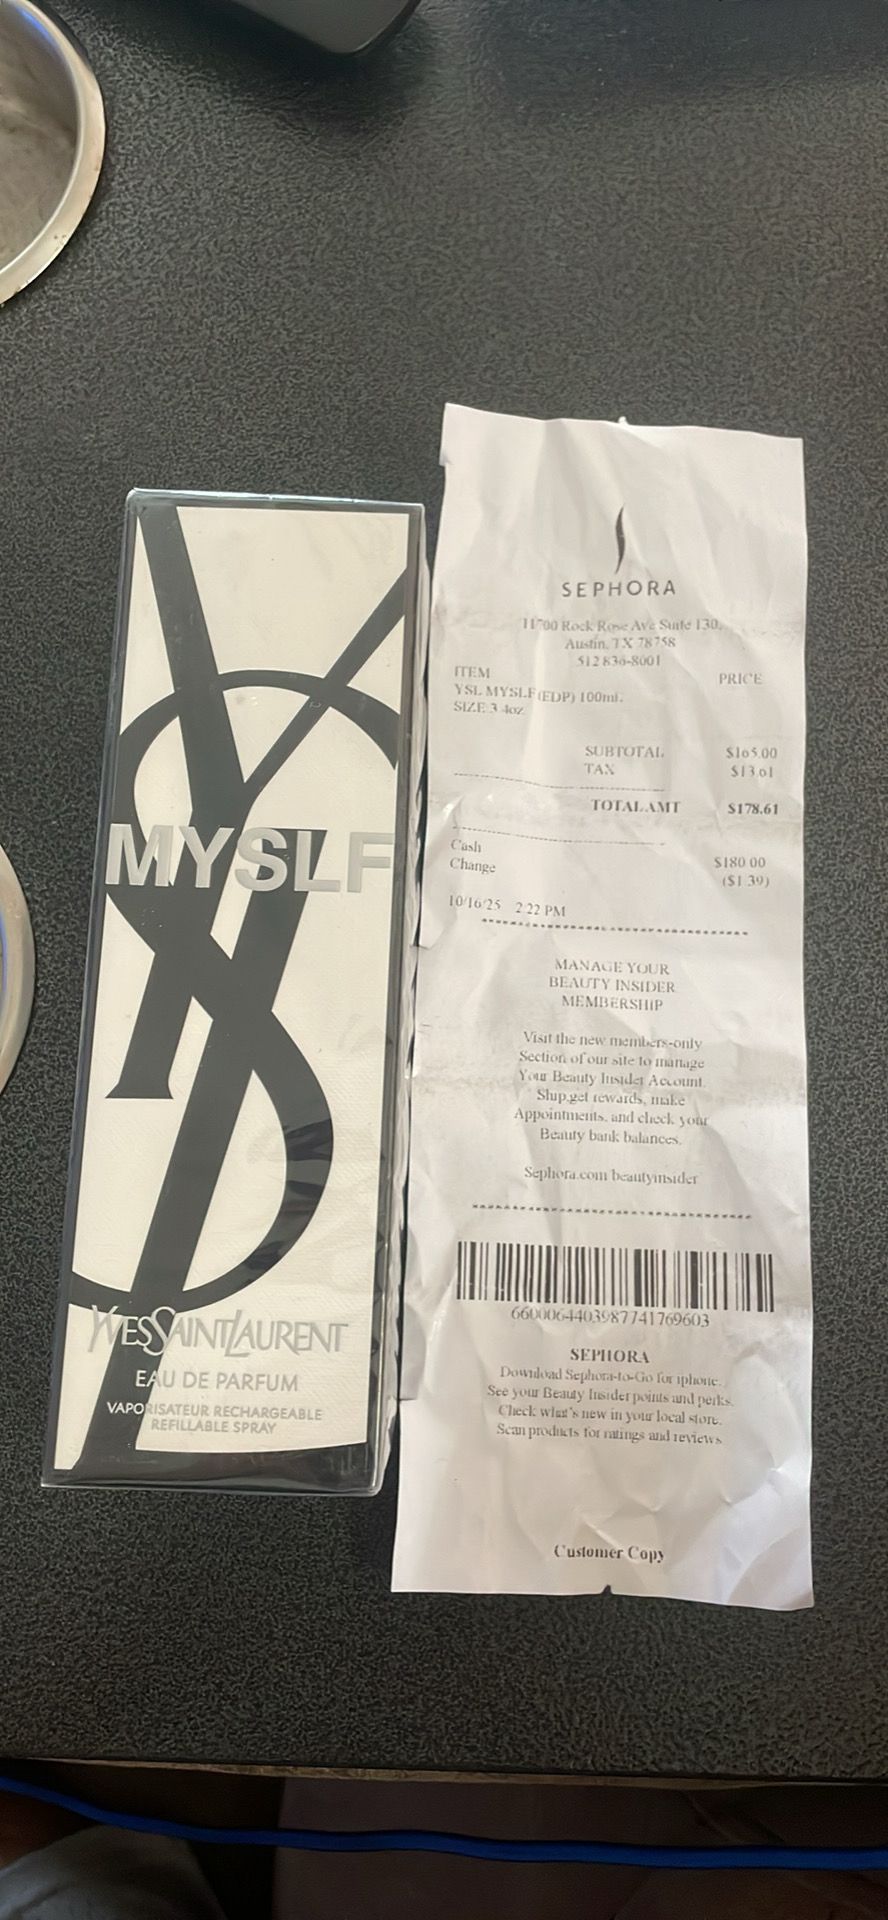 MYSLF
YVESSAINTLAURENT
EAU DE PARFUM
VAPORISATEUR RECHARGEABLE
REFILLABLE SPRAY
SEPHORA
11700 Rock Rose Ave Suite 130,
Austin, TX 78758
512 836-8001
ITEM PRICE
YSL MYSLF (EDP) 100ml.
SIZE 3.4oz
SUBTOTAL $165.00
TAX $13.61
TOTAL AMT $178.61
Cash $180.00
Change ($1.39)
10/16/25 2:22 PM
MANAGE YOUR
BEAUTY INSIDER
MEMBERSHIP
Visit the new members-only
Section of our site to manage
Your Beauty Insider Account.
Shup,get rewards, make
Appointments, and check your
Beauty bank balances.
Sephora.com beautyinsider
6600064403987741769603
SEPHORA
Download Sephora-to-Go for iphone.
See your Beauty Insider points and perks.
Check what's new in your local store.
Scan products for ratings and reviews
Customer Copy